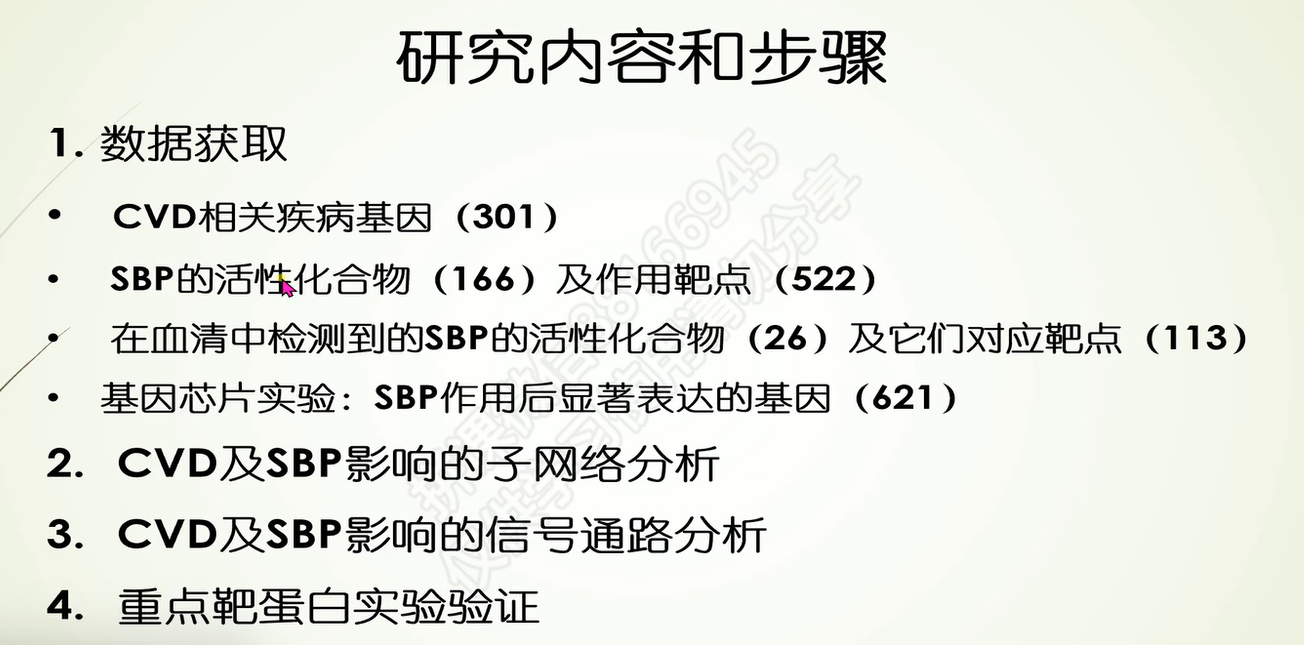 研究内容和步骤
1. 数据获取
• CVD相关疾病基因（301）
• SBP的活性化合物（166）及作用靶点（522）
• 在血清中检测到的SBP的活性化合物（26）及它们对应靶点（113）
• 基因芯片实验：SBP作用后显著表达的基因（621）
2. CVD及SBP影响的子网络分析
3. CVD及SBP影响的信号通路分析
4. 重点靶蛋白实验验证